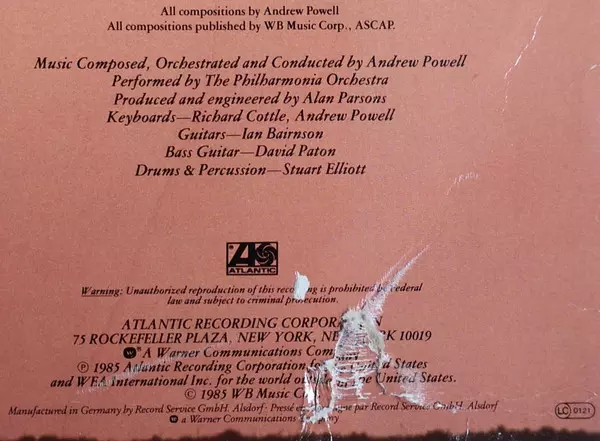 All compositions by Andrew Powell
All compositions published by WB Music Corp., ASCAP.
Music Composed, Orchestrated and Conducted by Andrew Powell
Performed by The Philharmonia Orchestra
Produced and engineered by Alan Parsons
Keyboards—Richard Cottle, Andrew Powell
Guitars—Ian Bairnson
Bass Guitar—David Paton
Drums & Percussion—Stuart Elliott
ATLANTIC
Warning: Unauthorized reproduction of this recording is prohibited by Federal
law and subject to criminal prosecution.
ATLANTIC RECORDING CORPORATION
75 ROCKEFELLER PLAZA, NEW YORK, NEW YORK 10019
A Warner Communications Company
℗ 1985 Atlantic Recording Corporation for United States
and WEA International Inc. for the world outside of the United States.
© 1985 WB Music
Manufactured in Germany by Record Service GmbH. Alsdorf · Pressé en par Record Service GmbH. Alsdorf
a Warner Communications Company
LC 0121